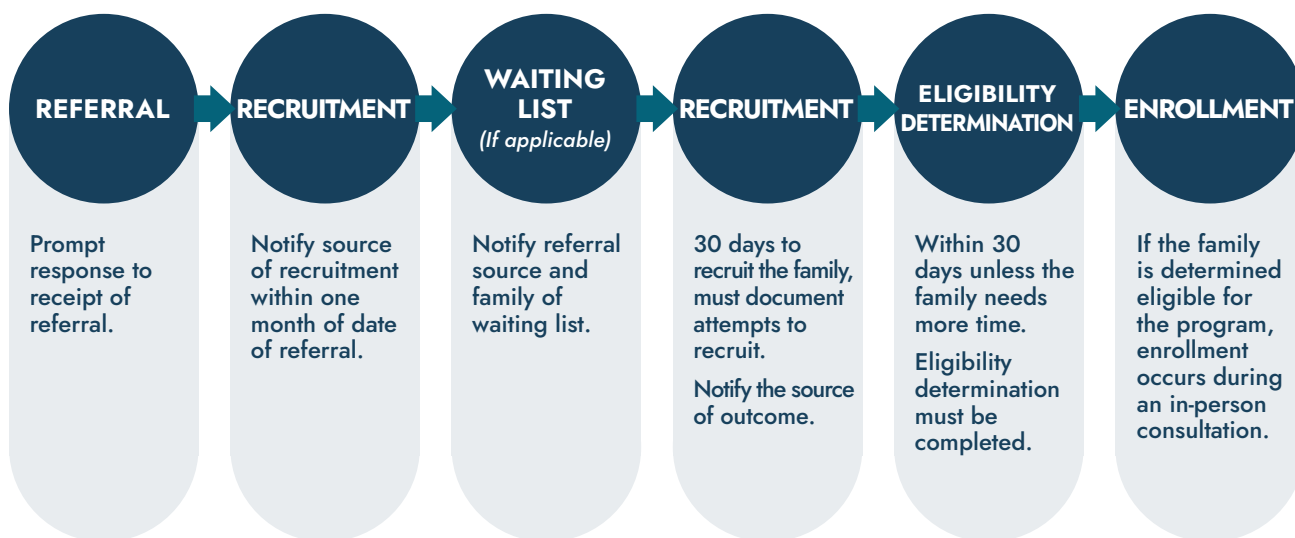 REFERRAL
RECRUITMENT
WAITING
LIST
(If applicable)
RECRUITMENT
ELIGIBILITY
DETERMINATION
ENROLLMENT
Prompt
response to
receipt of
referral.
Notify source
of recruitment
within one
month of date
of referral.
Notify referral
source and
family of
waiting list.
30 days to
recruit the family,
must document
attempts to
recruit.
Notify the source
of outcome.
Within 30
days unless the
family needs
more time.
Eligibility
determination
must be
completed.
If the family
is determined
eligible for
the program,
enrollment
occurs during
an in-person
consultation.